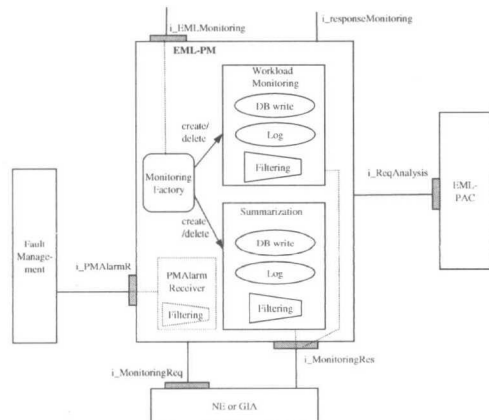 i_EMLMonitoring
i_responseMonitoring
EML-PM
Workload
Monitoring
DB write
Log
Filtering
create/
delete
Monitoring
Factory
i_ReqAnalysis
EML-
PAC
Fault
Manage-
ment
create
/delete
Summarization
DB write
Log
Filtering
i_PMAlarmR
PMAlarm
Receiver
Filtering
i_MonitoringReq
i_MonitoringRes
NE or GIA